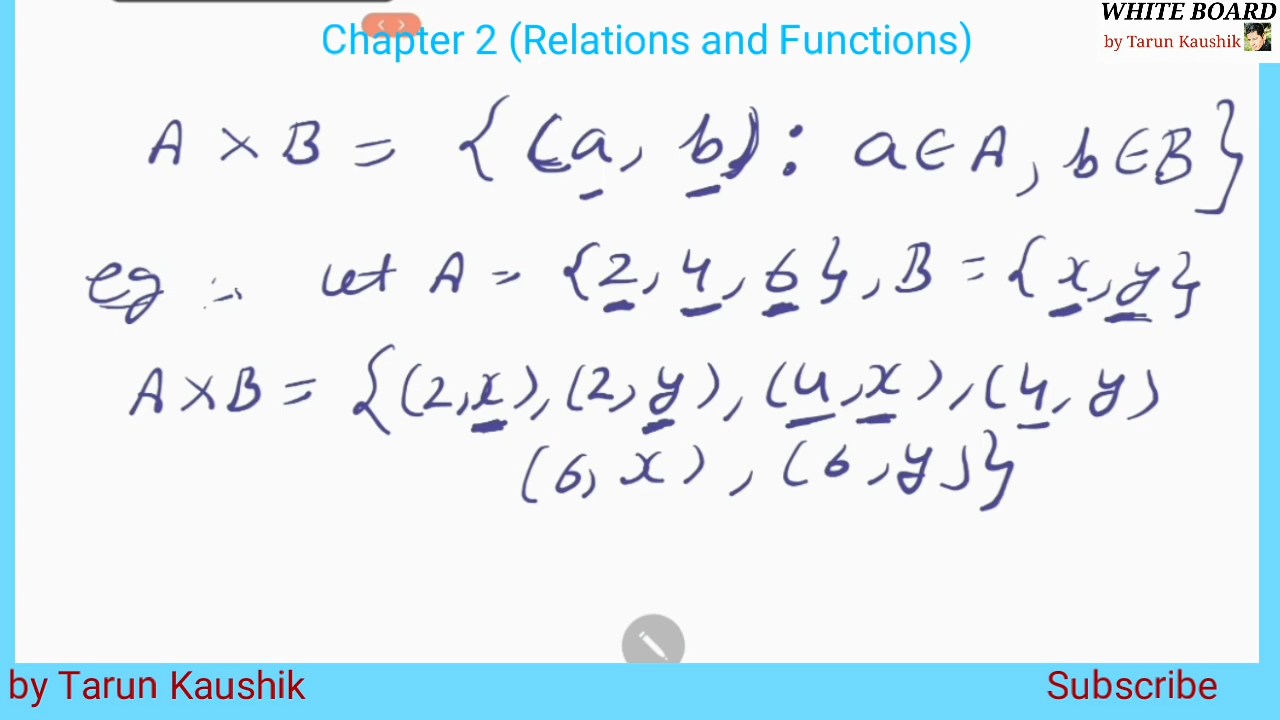 WHITE BOARD
by Tarun Kaushik
Chapter 2 (Relations and Functions)
A × B = {(a, b) : a ∈ A, b ∈ B}
eg :- let A = {2, 4, 6}, B = {x, y}
A × B = {(2, x), (2, y), (4, x), (4, y)
(6, x), (6, y)}
by Tarun Kaushik
Subscribe